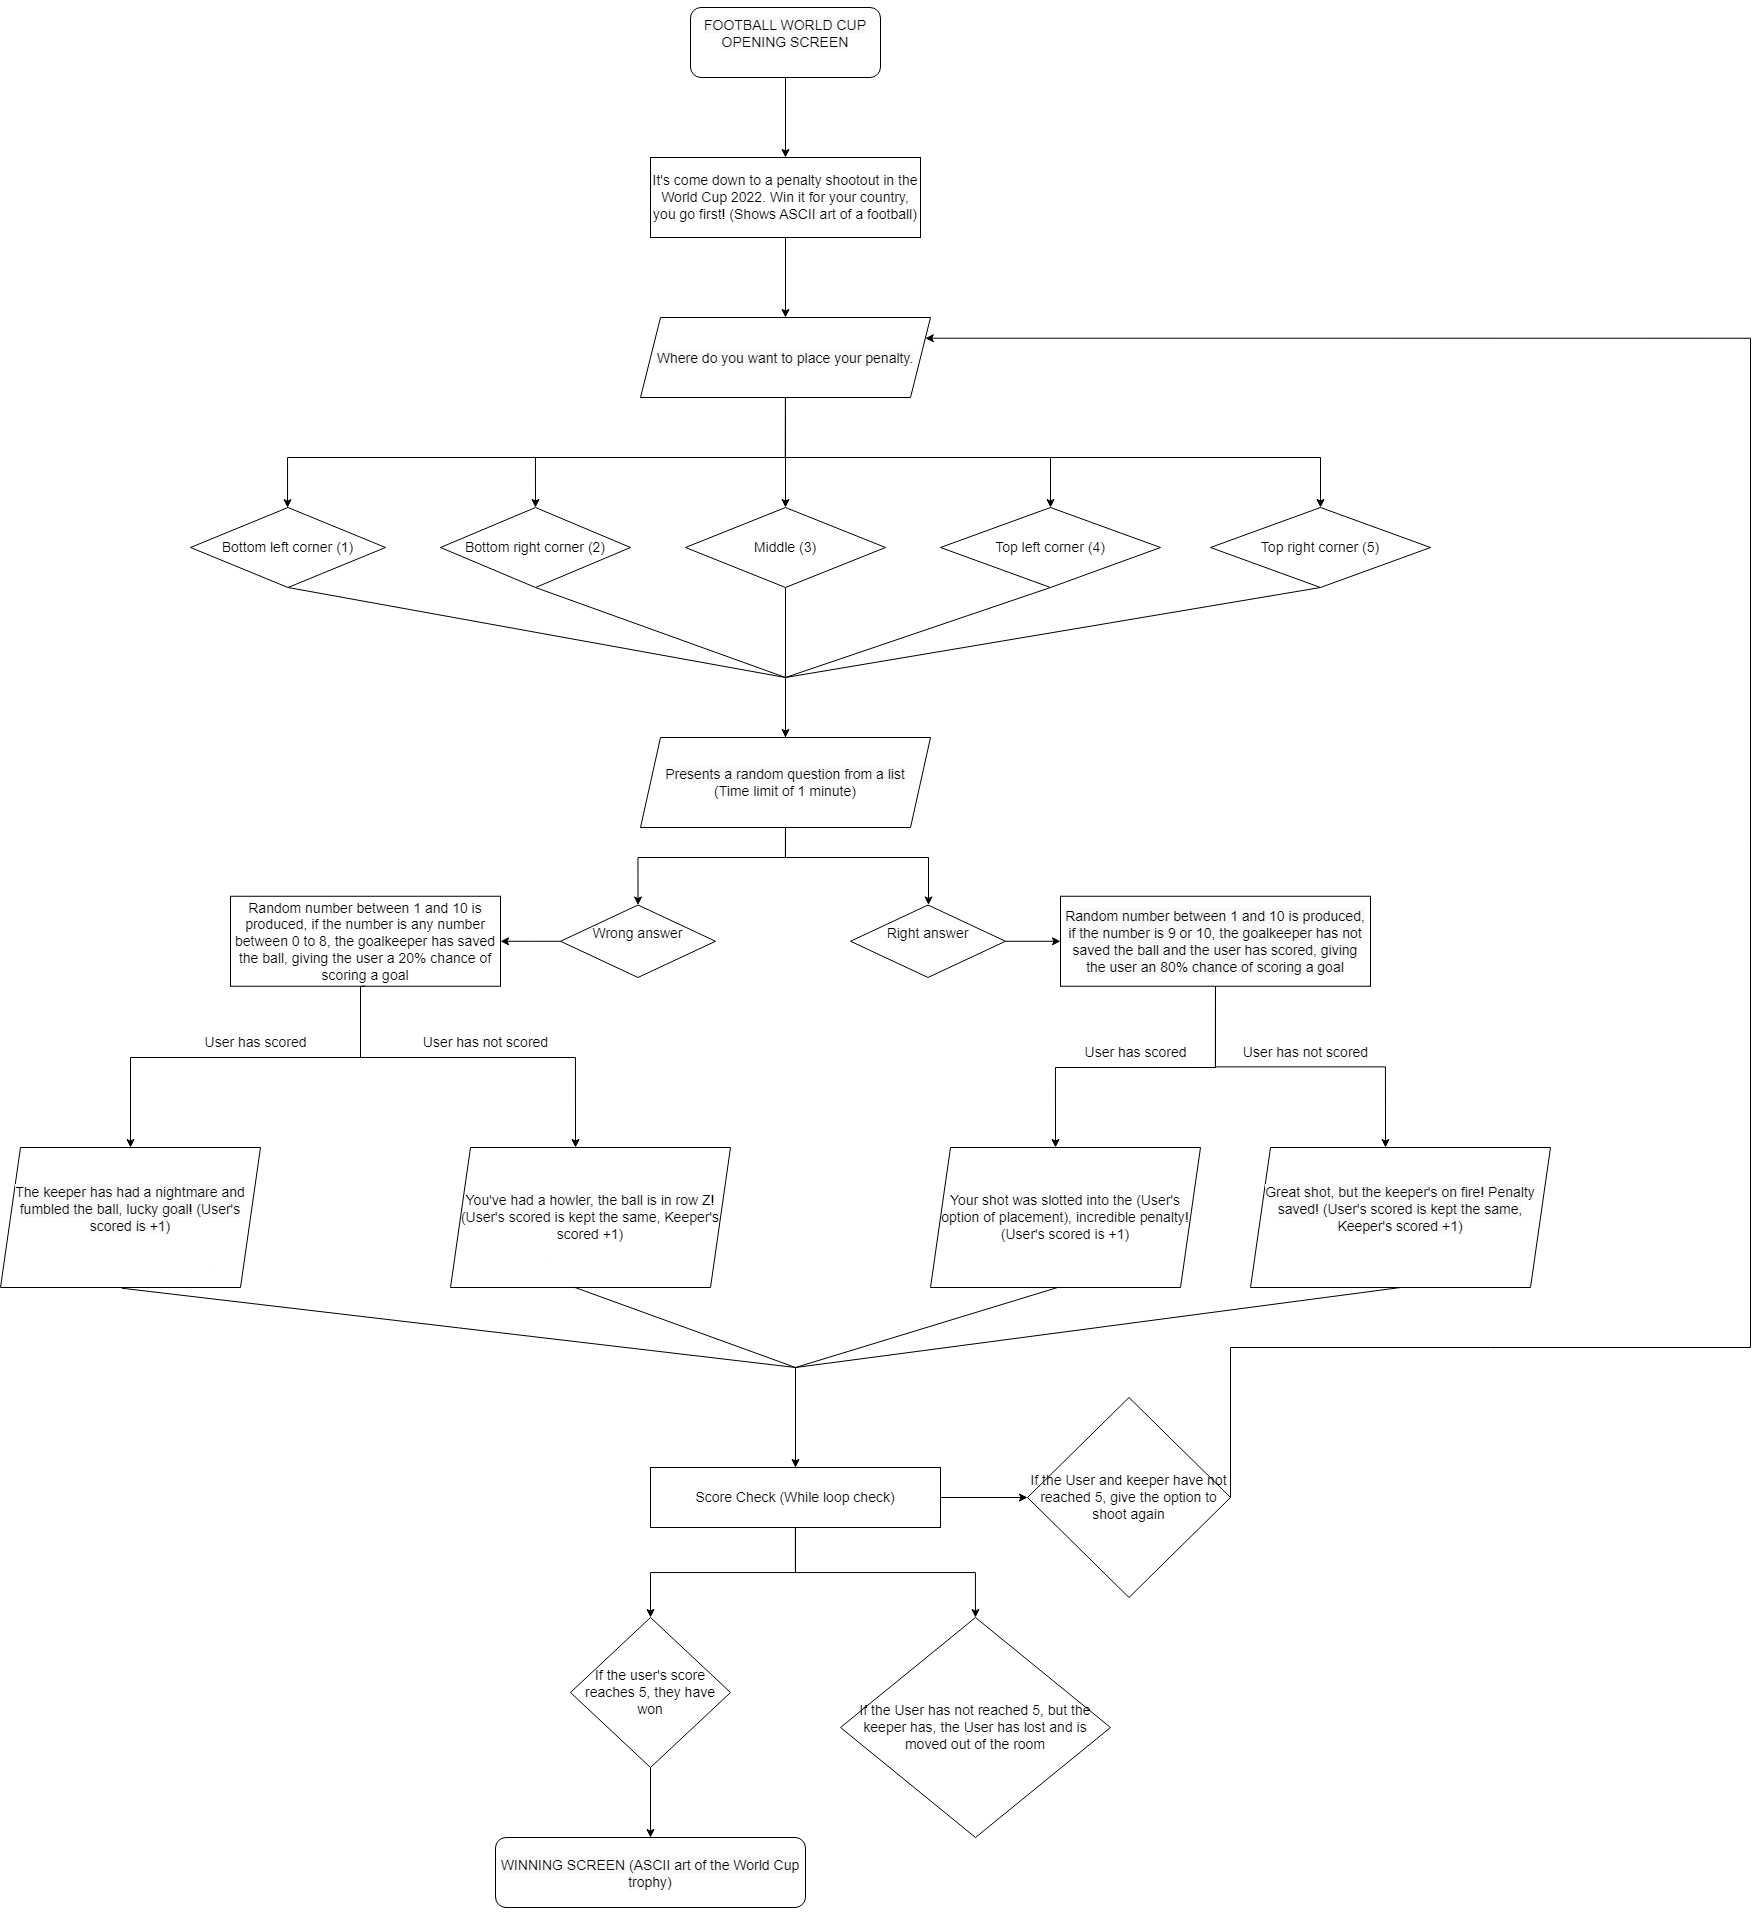 FOOTBALL WORLD CUP
OPENING SCREEN
It's come down to a penalty shootout in the
World Cup 2022. Win it for your country,
you go first! (Shows ASCII art of a football)
Where do you want to place your penalty.
Bottom left corner (1)
Bottom right corner (2)
Middle (3)
Top left corner (4)
Top right corner (5)
Presents a random question from a list
(Time limit of 1 minute)
Random number between 1 and 10 is
produced, if the number is any number
between 0 to 8, the goalkeeper has saved
the ball, giving the user a 20% chance of
scoring a goal
Wrong answer
Right answer
Random number between 1 and 10 is produced,
if the number is 9 or 10, the goalkeeper has not
saved the ball and the user has scored, giving
the user an 80% chance of scoring a goal
User has scored
User has not scored
User has scored
User has not scored
The keeper has had a nightmare and
fumbled the ball, lucky goal! (User's
scored is +1)
You've had a howler, the ball is in row Z!
(User's scored is kept the same, Keeper's
scored +1)
Your shot was slotted into the (User's
option of placement), incredible penalty!
(User's scored is +1)
Great shot, but the keeper's on fire! Penalty
saved! (User's scored is kept the same,
Keeper's scored +1)
Score Check (While loop check)
If the User and keeper have not
reached 5, give the option to
shoot again
If the user's score
reaches 5, they have
won
If the User has not reached 5, but the
keeper has, the User has lost and is
moved out of the room
WINNING SCREEN (ASCII art of the World Cup
trophy)